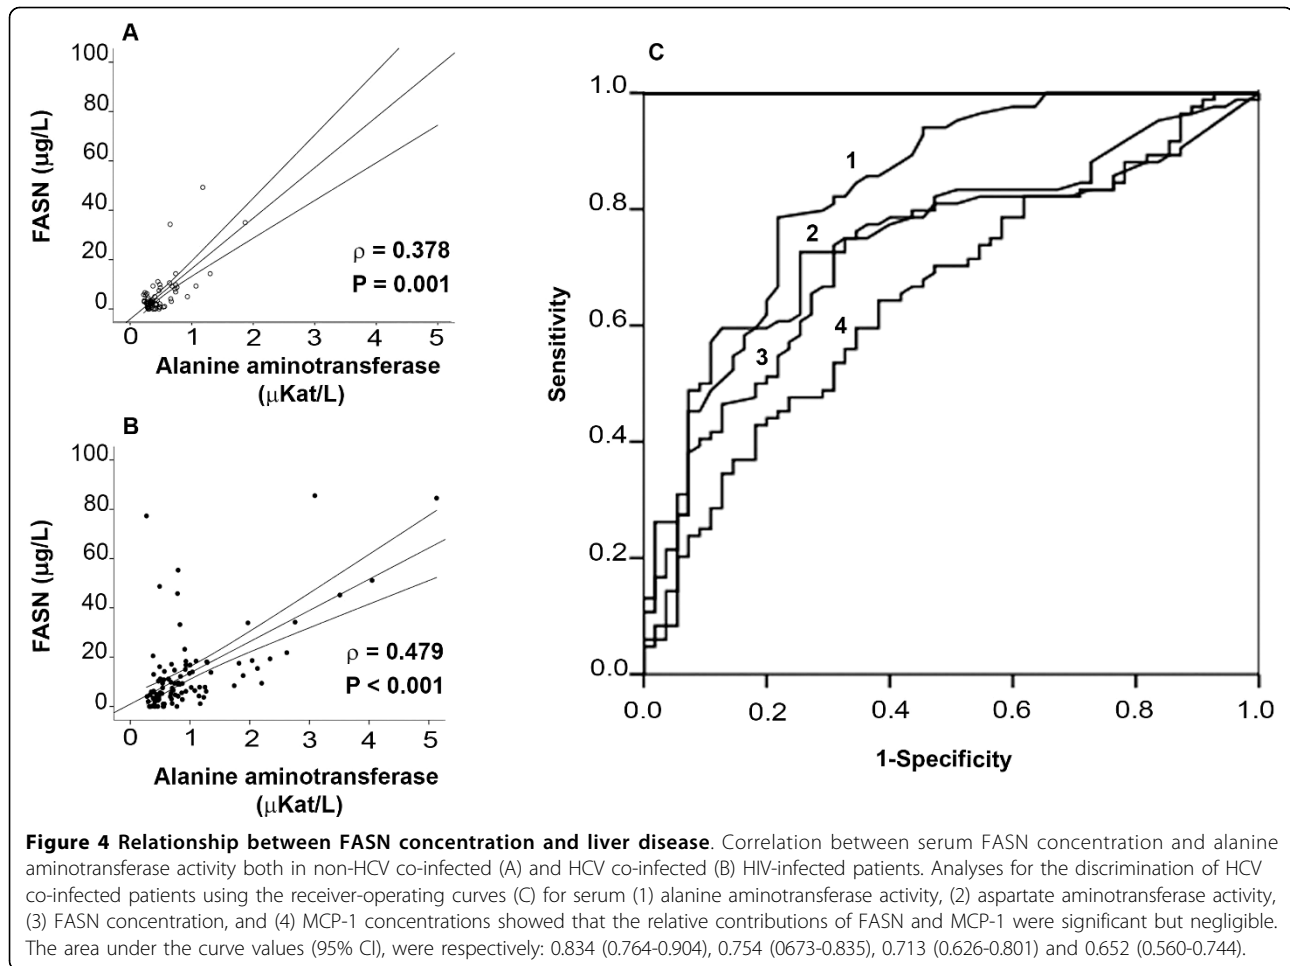 A
100
80
60
40
20
0
FASN (µg/L)
ρ = 0.378
P = 0.001
0 1 2 3 4 5
Alanine aminotransferase
(µKat/L)
B
100
80
60
40
20
0
FASN (µg/L)
ρ = 0.479
P < 0.001
0 1 2 3 4 5
Alanine aminotransferase
(µKat/L)
C
1.0
0.8
0.6
0.4
0.2
0.0
Sensitivity
1
2
3
4
0.0 0.2 0.4 0.6 0.8 1.0
1-Specificity
Figure 4 Relationship between FASN concentration and liver disease. Correlation between serum FASN concentration and alanine
aminotransferase activity both in non-HCV co-infected (A) and HCV co-infected (B) HIV-infected patients. Analyses for the discrimination of HCV
co-infected patients using the receiver-operating curves (C) for serum (1) alanine aminotransferase activity, (2) aspartate aminotransferase activity,
(3) FASN concentration, and (4) MCP-1 concentrations showed that the relative contributions of FASN and MCP-1 were significant but negligible.
The area under the curve values (95% CI), were respectively: 0.834 (0.764-0.904), 0.754 (0673-0.835), 0.713 (0.626-0.801) and 0.652 (0.560-0.744).